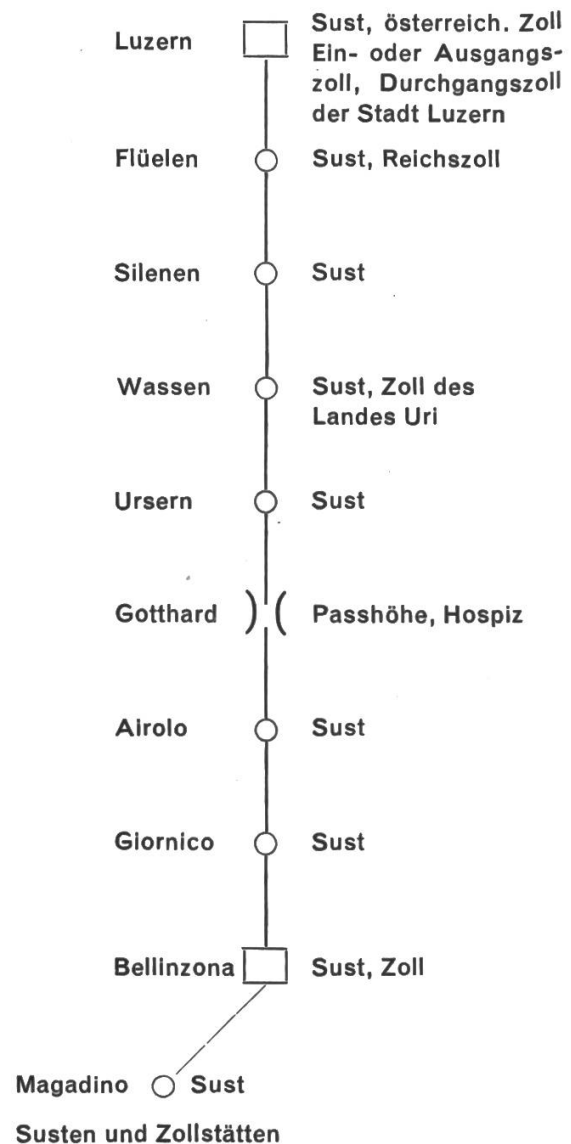 Luzern Sust, österreich. Zoll
Ein- oder Ausgangs-
zoll, Durchgangszoll
der Stadt Luzern
Flüelen Sust, Reichszoll
Silenen Sust
Wassen Sust, Zoll des
Landes Uri
Ursern Sust
Gotthard Passhöhe, Hospiz
Airolo Sust
Giornico Sust
Bellinzona Sust, Zoll
Magadino Sust
Susten und Zollstätten